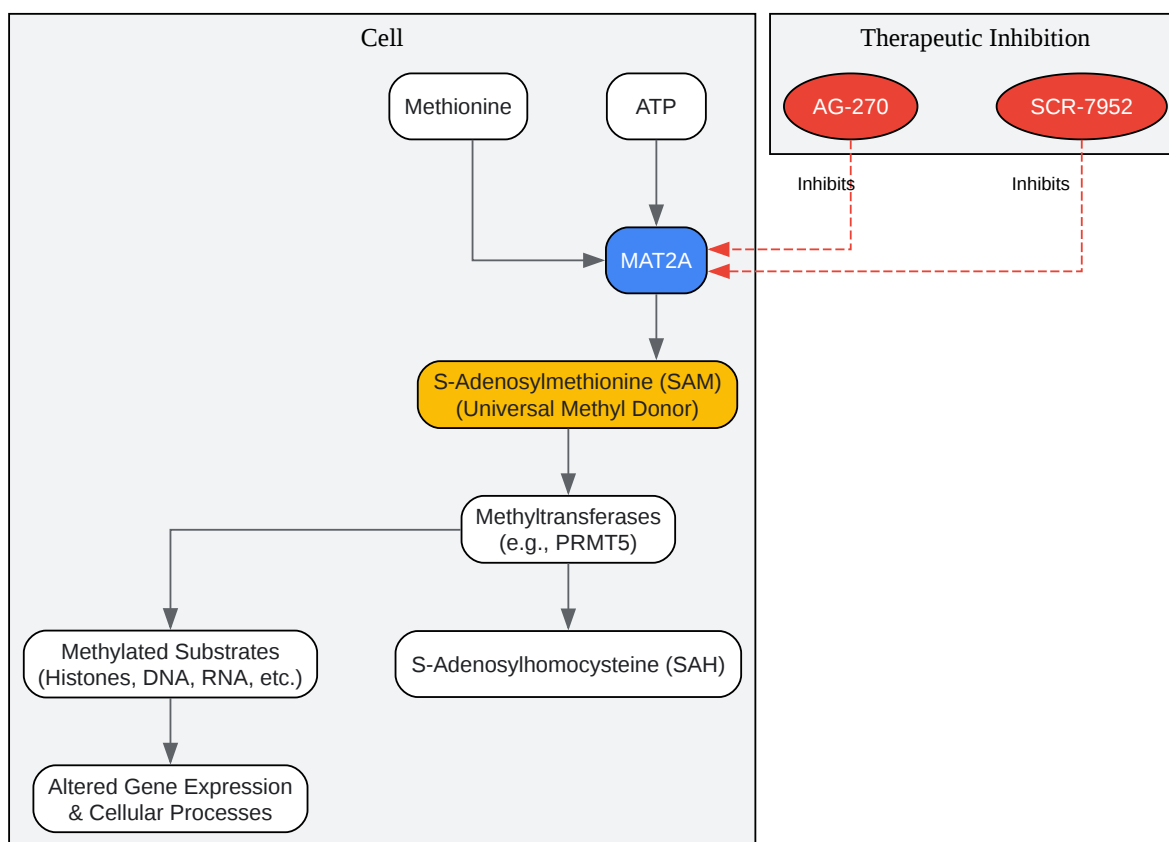 Cell
Therapeutic Inhibition
Methionine
ATP
AG-270
SCR-7952
Inhibits
Inhibits
MAT2A
S-Adenosylmethionine (SAM)
(Universal Methyl Donor)
Methyltransferases
(e.g., PRMT5)
Methylated Substrates
(Histones, DNA, RNA, etc.)
S-Adenosylhomocysteine (SAH)
Altered Gene Expression
& Cellular Processes